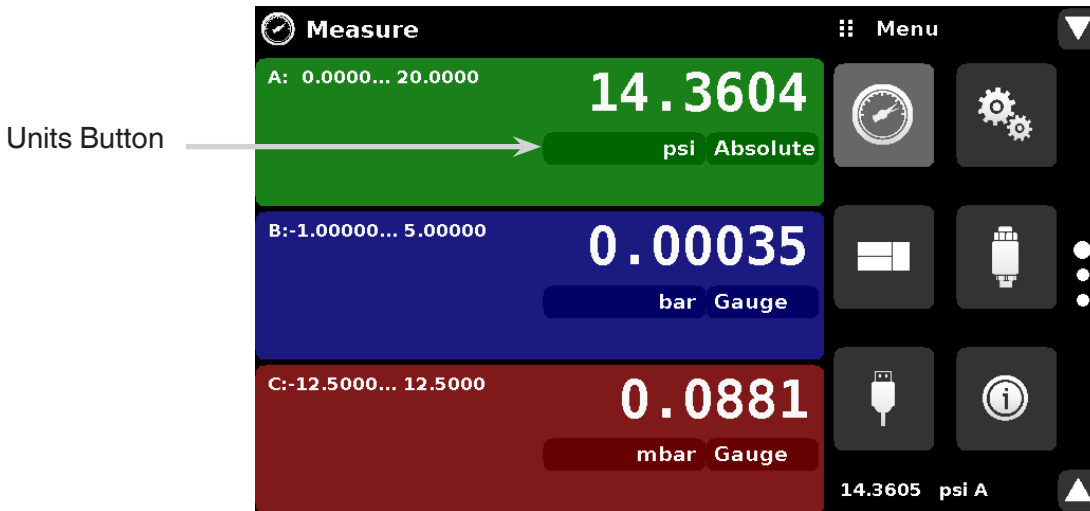 Measure
Menu
A: 0.0000... 20.0000
14.3604
Units Button
psi Absolute
B:-1.00000... 5.00000
0.00035
bar Gauge
C:-12.5000... 12.5000
0.0881
mbar Gauge
14.3605 psi A